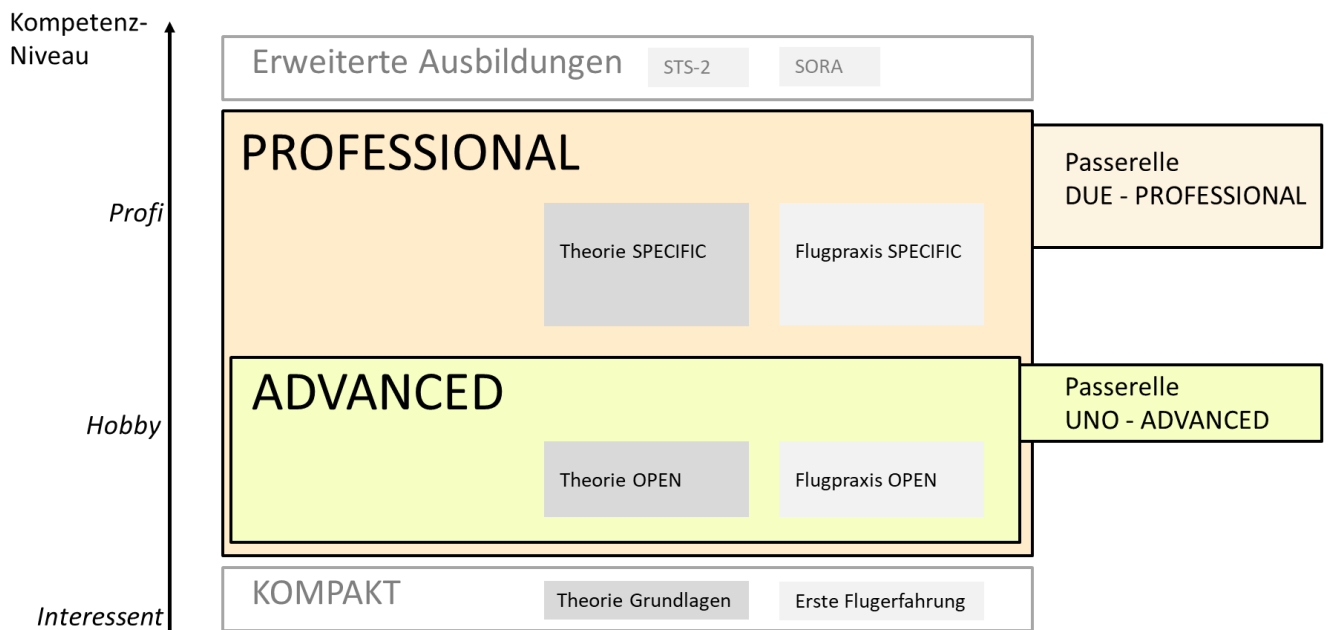 Kompetenz-
Niveau
Erweiterte Ausbildungen
STS-2
SORA
PROFESSIONAL
Passerelle
DUE - PROFESSIONAL
Profi
Theorie SPECIFIC
Flugpraxis SPECIFIC
ADVANCED
Passerelle
UNO - ADVANCED
Hobby
Theorie OPEN
Flugpraxis OPEN
KOMPAKT
Theorie Grundlagen
Erste Flugerfahrung
Interessent